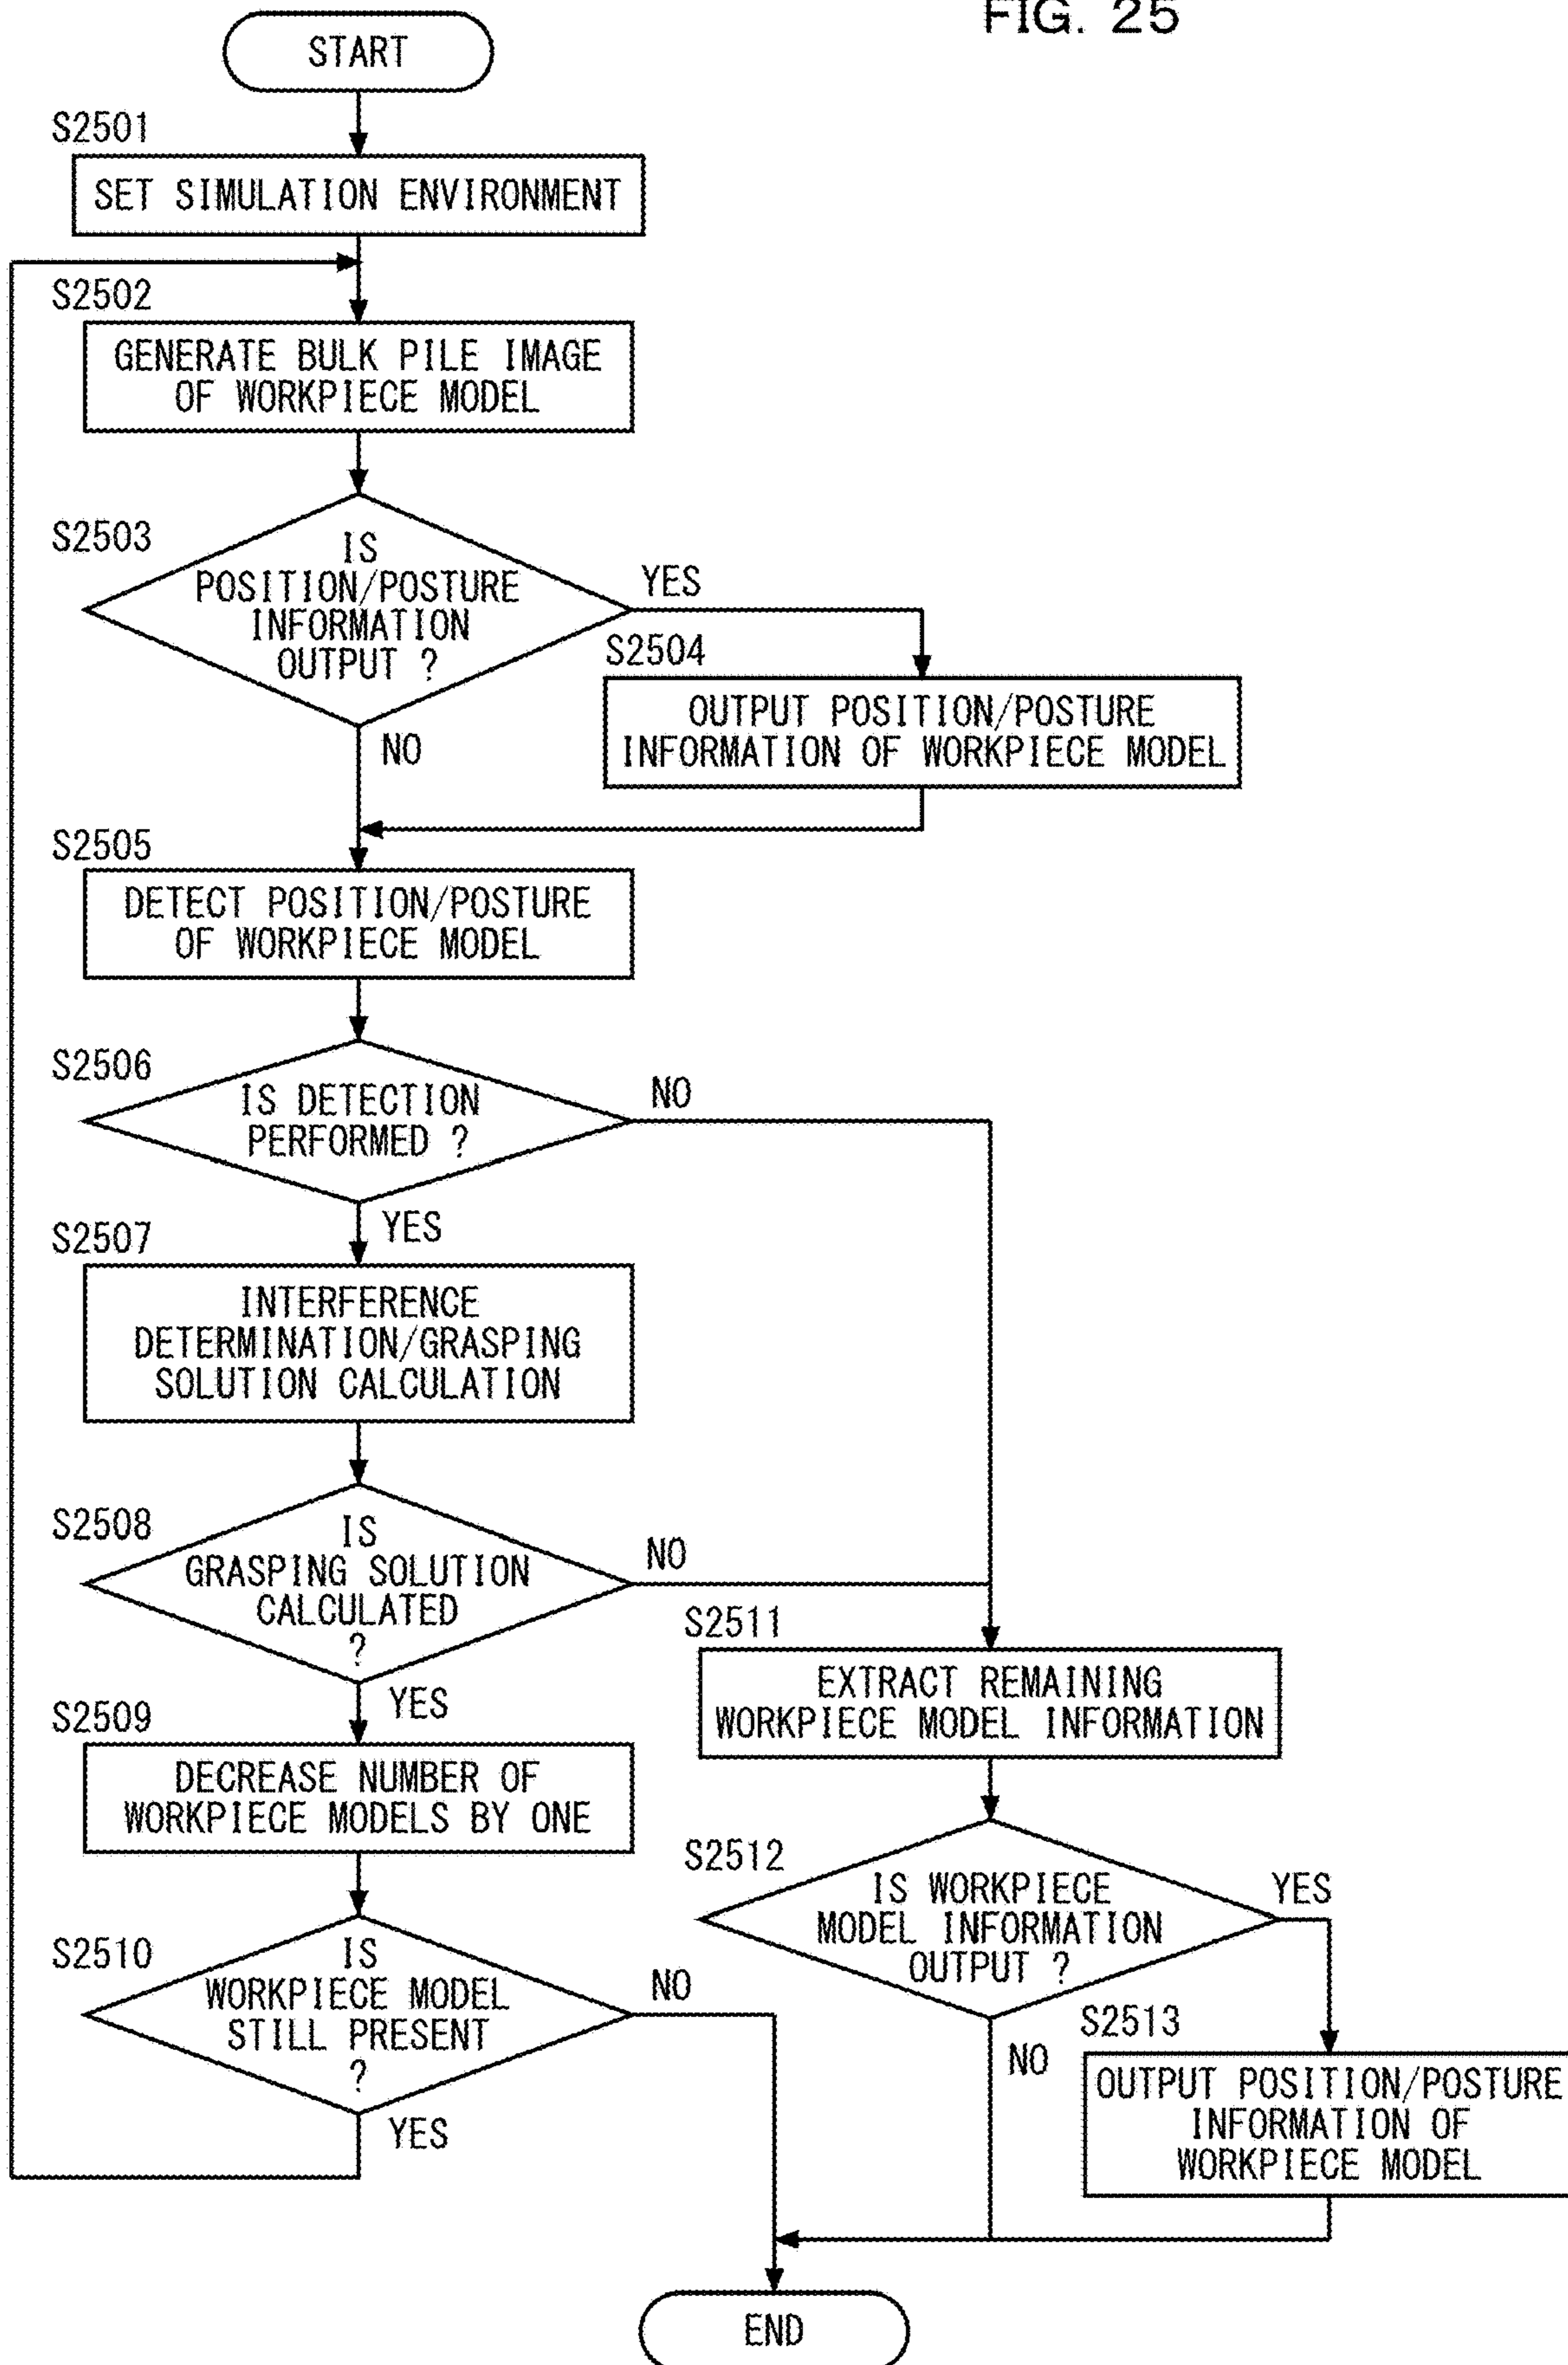 FIG. 25
START
S2501
SET SIMULATION ENVIRONMENT
S2502
GENERATE BULK PILE IMAGE
OF WORKPIECE MODEL
S2503
IS
POSITION/POSTURE
INFORMATION
OUTPUT ?
YES
NO
S2504
OUTPUT POSITION/POSTURE
INFORMATION OF WORKPIECE MODEL
S2505
DETECT POSITION/POSTURE
OF WORKPIECE MODEL
S2506
IS DETECTION
PERFORMED ?
NO
YES
S2507
INTERFERENCE
DETERMINATION/GRASPING
SOLUTION CALCULATION
S2508
IS
GRASPING SOLUTION
CALCULATED
?
NO
YES
S2509
DECREASE NUMBER OF
WORKPIECE MODELS BY ONE
S2510
IS
WORKPIECE MODEL
STILL PRESENT
?
NO
YES
S2511
EXTRACT REMAINING
WORKPIECE MODEL INFORMATION
S2512
IS WORKPIECE
MODEL INFORMATION
OUTPUT ?
YES
NO
S2513
OUTPUT POSITION/POSTURE
INFORMATION OF
WORKPIECE MODEL
END